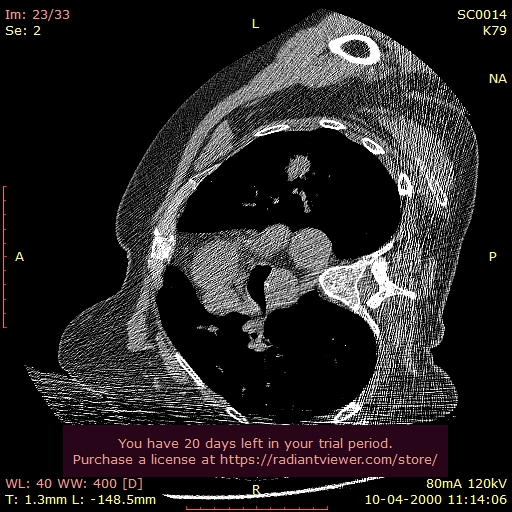 Im: 23/33
Se: 2
L
SC0014
K79
NA
A
P
You have 20 days left in your trial period.
Purchase a license at https://radiantviewer.com/store/
WL: 40 WW: 400 [D]
T: 1.3mm L: -148.5mm
R
80mA 120kV
10-04-2000 11:14:06